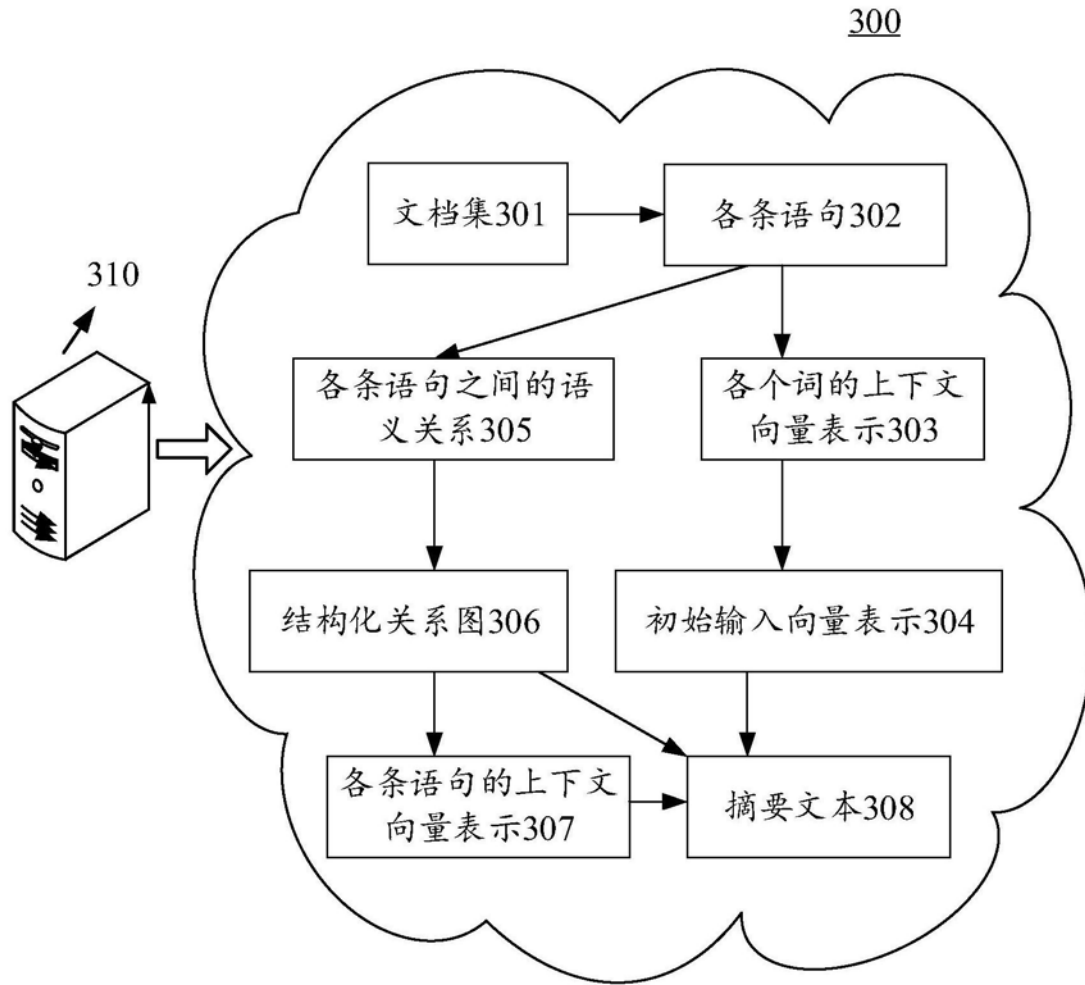 300
文档集301
各条语句302
310
各条语句之间的语
义关系305
各个词的上下文
向量表示303
结构化关系图306
初始输入向量表示304
各条语句的上下文
向量表示307
摘要文本308